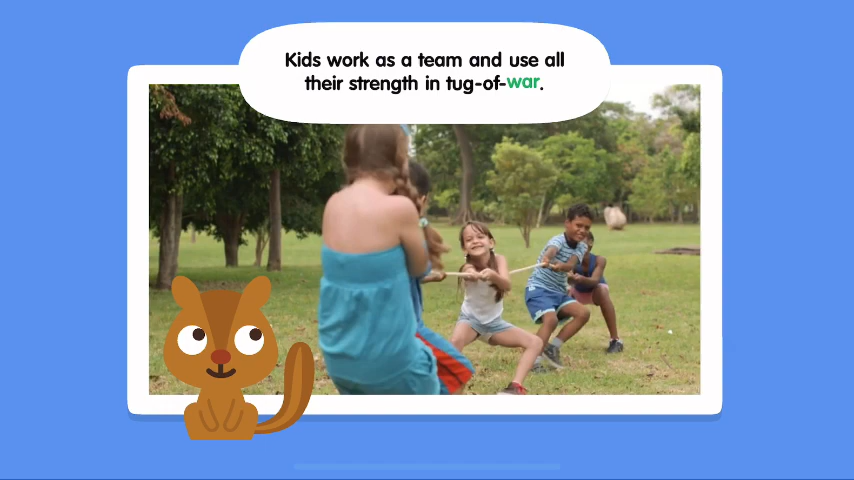 Kids work as a team and use all
their strength in tug-of-war.